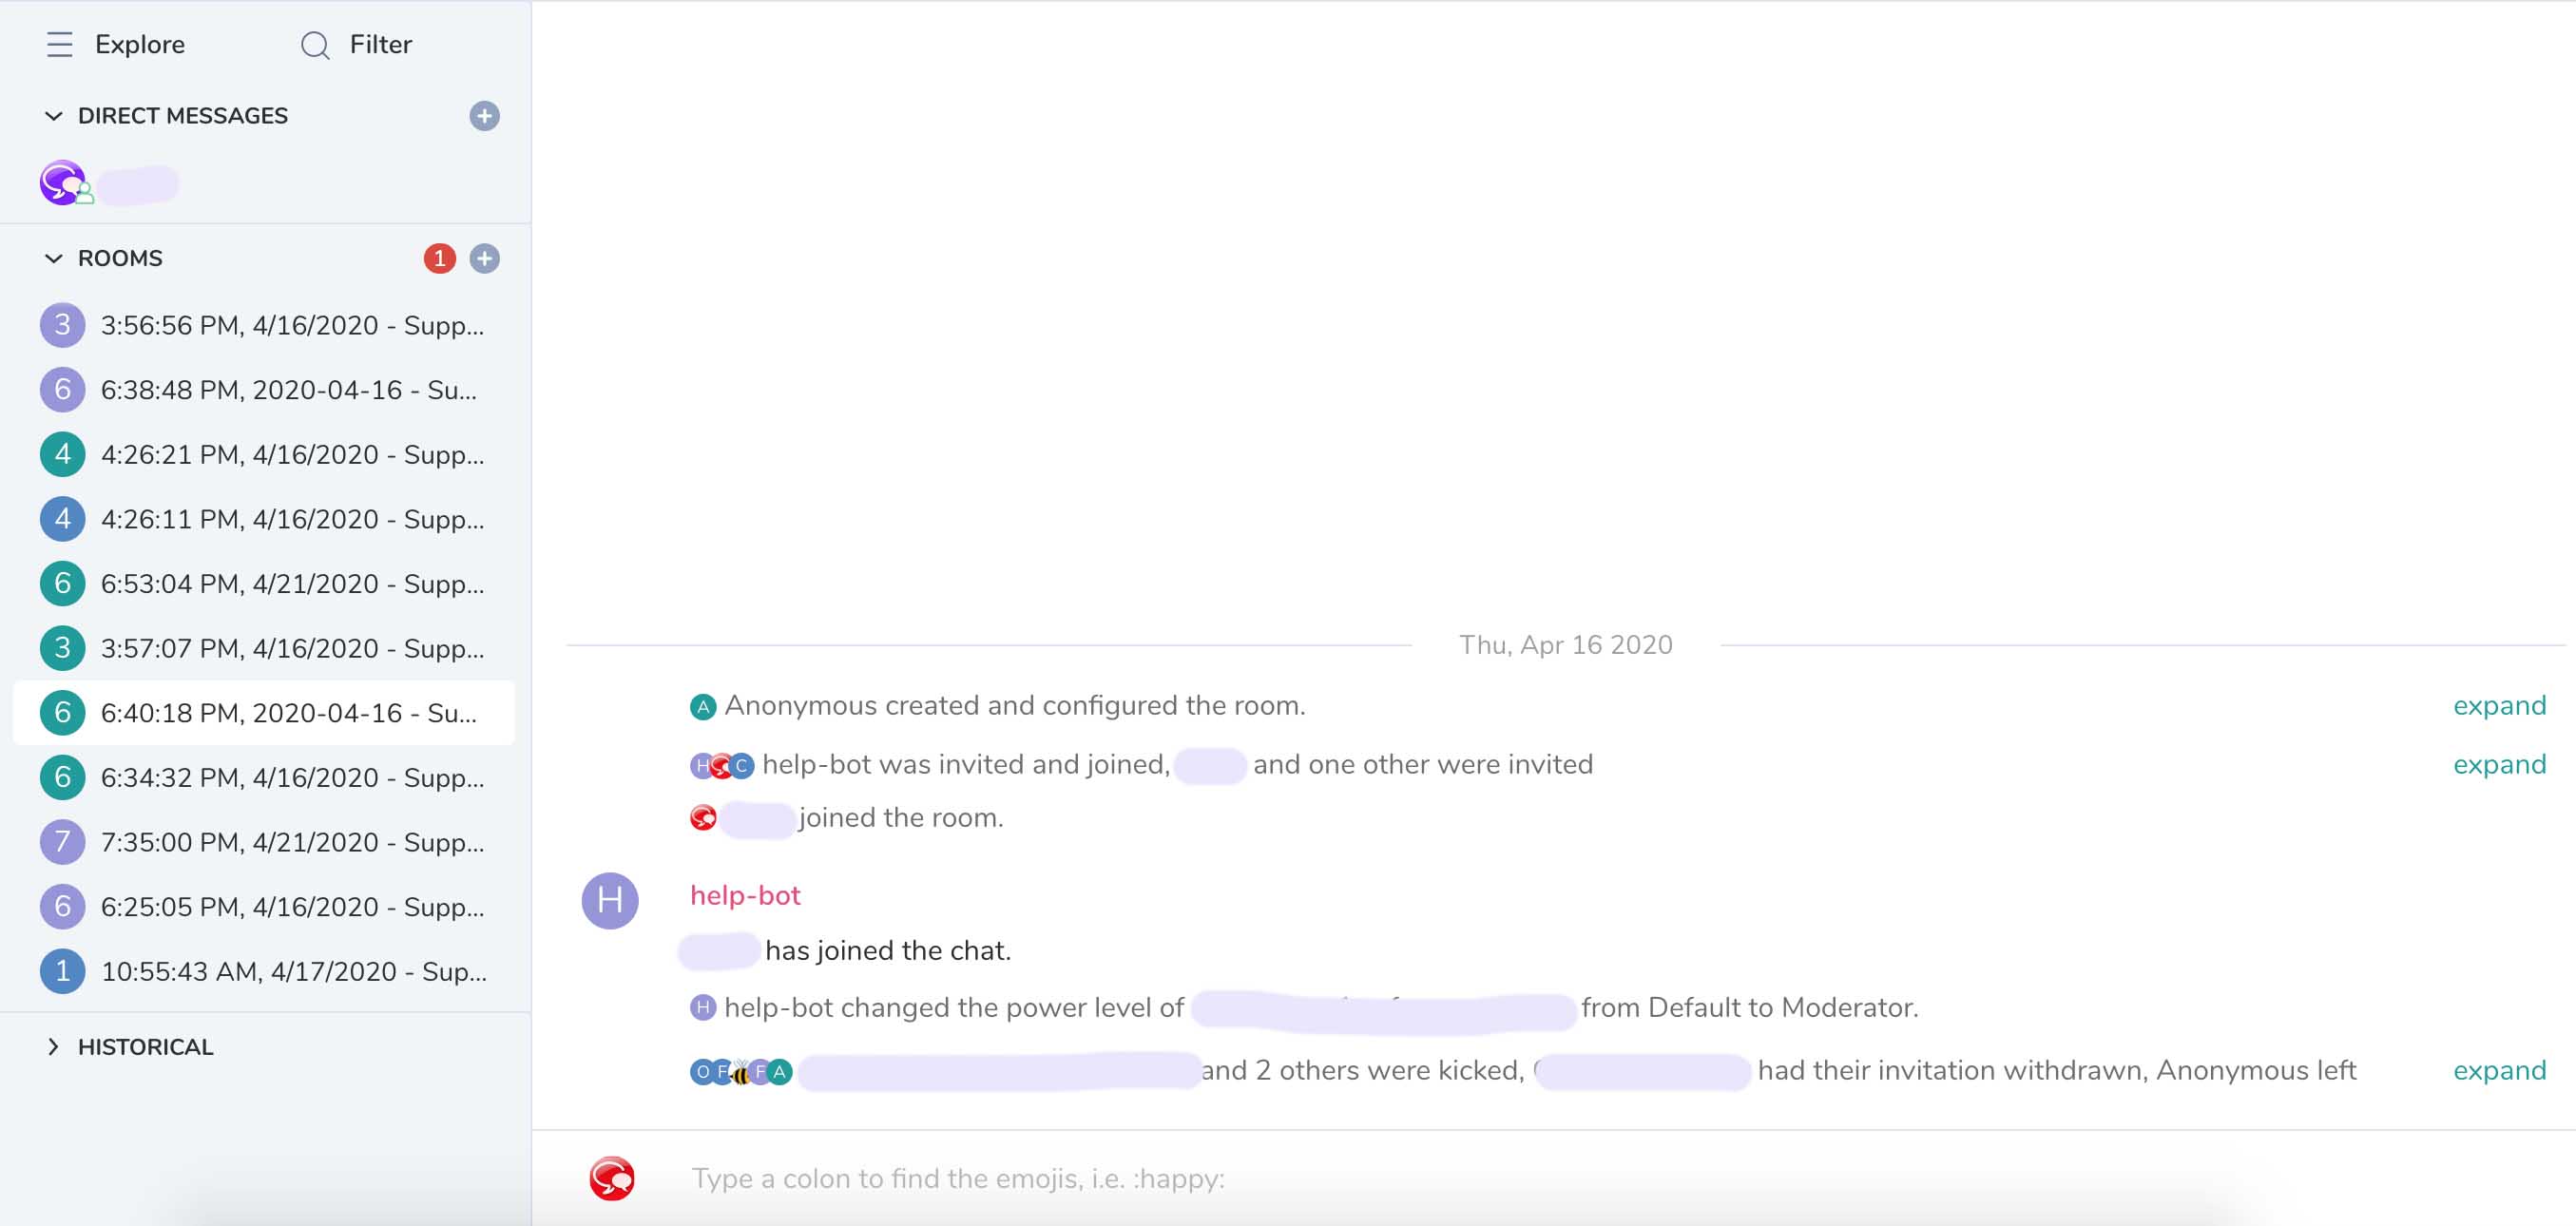 Explore
Filter
DIRECT MESSAGES
ROOMS
1
3 3:56:56 PM, 4/16/2020 - Supp...
6 6:38:48 PM, 2020-04-16 - Su...
4 4:26:21 PM, 4/16/2020 - Supp...
4 4:26:11 PM, 4/16/2020 - Supp...
6 6:53:04 PM, 4/21/2020 - Supp...
3 3:57:07 PM, 4/16/2020 - Supp...
6 6:40:18 PM, 2020-04-16 - Su...
6 6:34:32 PM, 4/16/2020 - Supp...
7 7:35:00 PM, 4/21/2020 - Supp...
6 6:25:05 PM, 4/16/2020 - Supp...
1 10:55:43 AM, 4/17/2020 - Sup...
HISTORICAL
Thu, Apr 16 2020
A Anonymous created and configured the room. expand
H C help-bot was invited and joined, and one other were invited expand
joined the room.
H help-bot
has joined the chat.
H help-bot changed the power level of from Default to Moderator.
O F F A and 2 others were kicked, had their invitation withdrawn, Anonymous left expand
Type a colon to find the emojis, i.e. :happy: